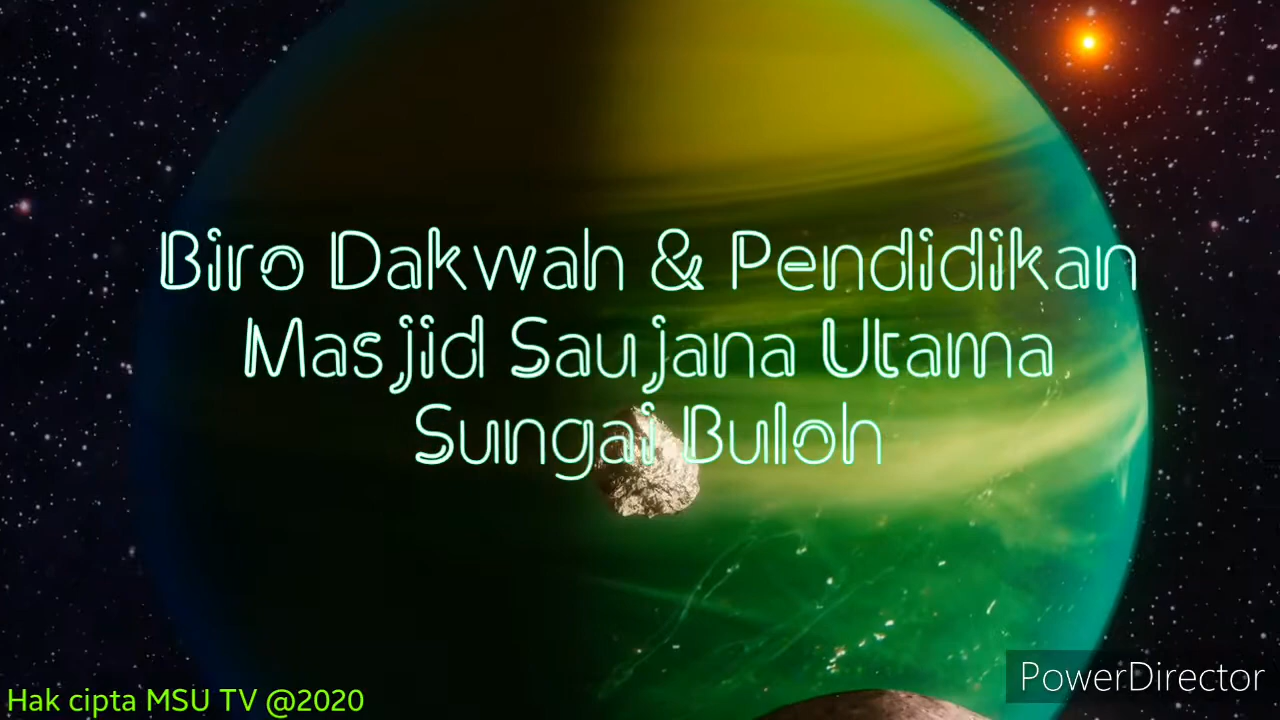 Biro Dakwah & Pendidikan
Masjid Saujana Utama
Sungai Buloh
PowerDirector
Hak cipta MSU TV @2020